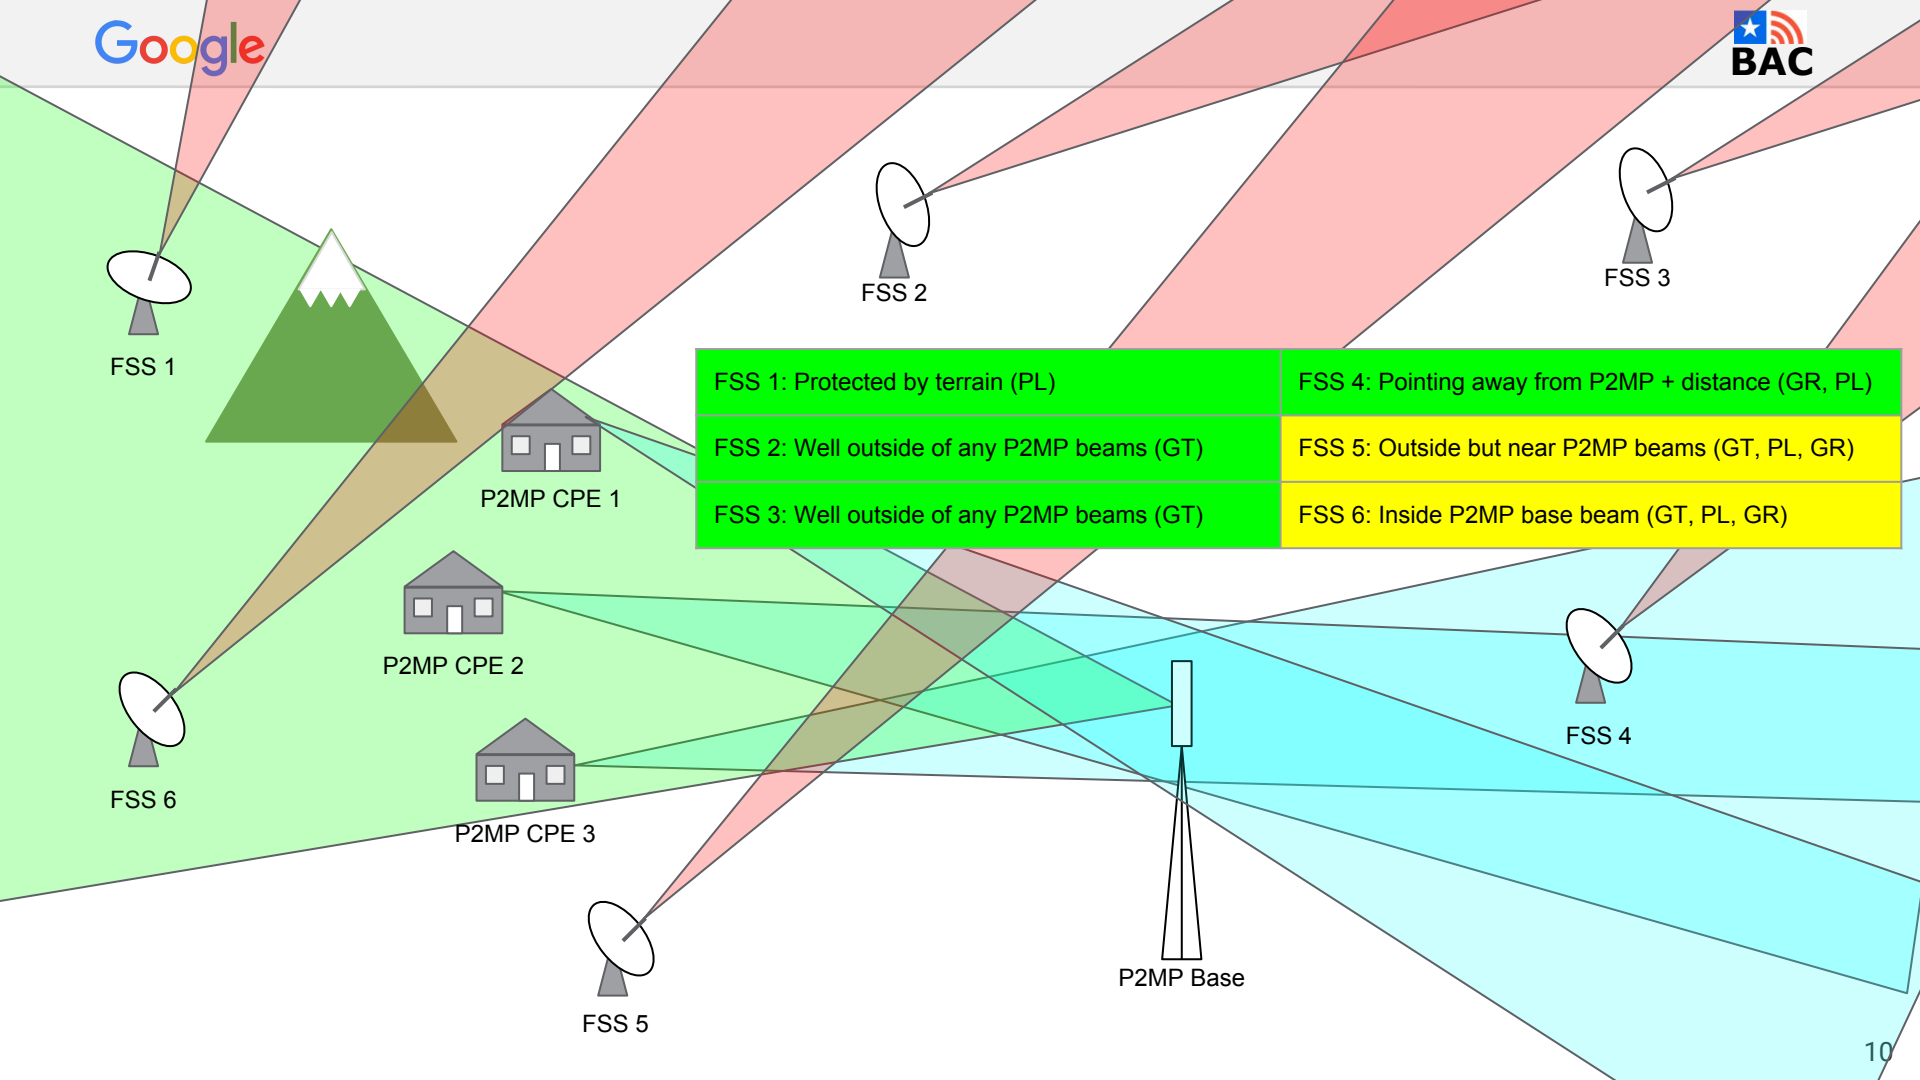 Google
BAC
FSS 1
FSS 2
FSS 3
FSS 1: Protected by terrain (PL)
FSS 4: Pointing away from P2MP + distance (GR, PL)
FSS 2: Well outside of any P2MP beams (GT)
FSS 5: Outside but near P2MP beams (GT, PL, GR)
FSS 3: Well outside of any P2MP beams (GT)
FSS 6: Inside P2MP base beam (GT, PL, GR)
P2MP CPE 1
P2MP CPE 2
FSS 4
FSS 6
P2MP CPE 3
P2MP Base
FSS 5
10